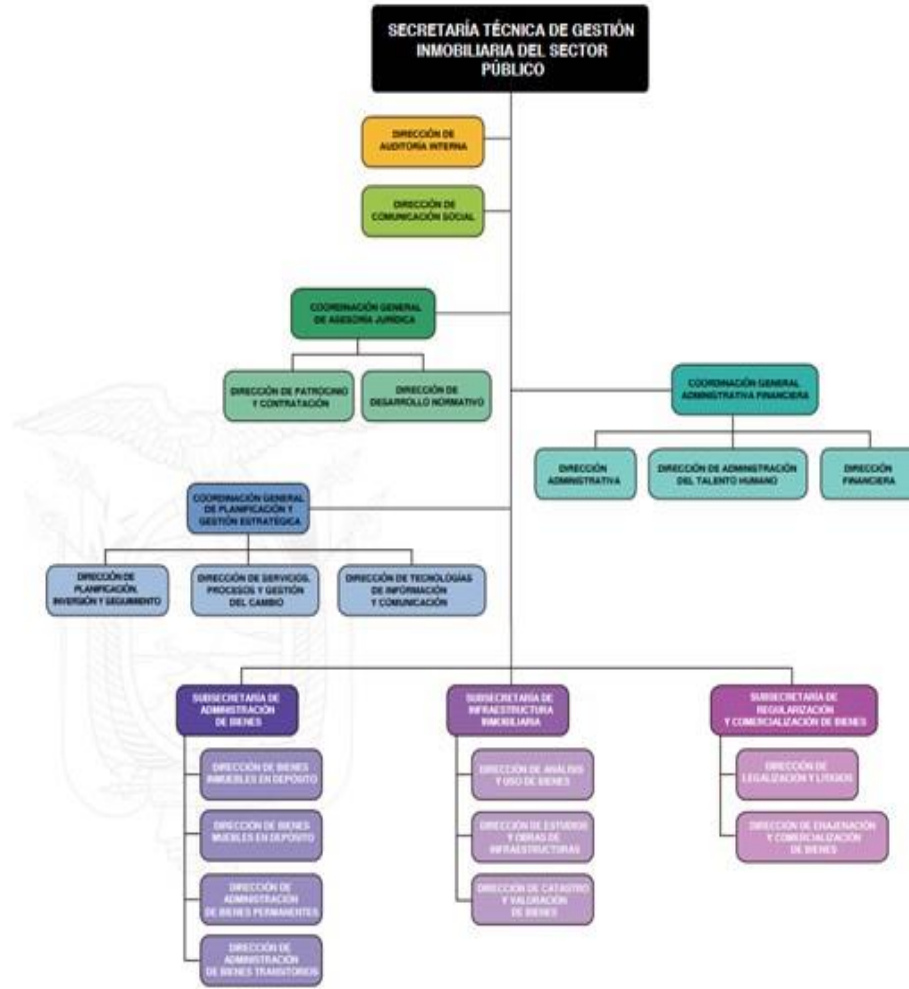 SECRETARÍA TÉCNICA DE GESTIÓN
INMOBILIARIA DEL SECTOR
PÚBLICO
DIRECCIÓN DE
AUDITORÍA INTERNA
DIRECCIÓN DE
COMUNICACIÓN SOCIAL
COORDINACIÓN GENERAL
DE ASESORÍA JURÍDICA
DIRECCIÓN DE PATROCINIO
Y CONTRATACIÓN
DIRECCIÓN DE
DESARROLLO NORMATIVO
COORDINACIÓN GENERAL
ADMINISTRATIVA FINANCIERA
DIRECCIÓN
ADMINISTRATIVA
DIRECCIÓN DE ADMINISTRACIÓN
DEL TALENTO HUMANO
DIRECCIÓN
FINANCIERA
COORDINACIÓN GENERAL
DE PLANIFICACIÓN Y
GESTIÓN ESTRATÉGICA
DIRECCIÓN DE
PLANIFICACIÓN,
INVERSIÓN Y SEGUIMIENTO
DIRECCIÓN DE SERVICIOS,
PROCESOS Y GESTIÓN
DEL CAMBIO
DIRECCIÓN DE TECNOLOGÍAS
DE INFORMACIÓN
Y COMUNICACIÓN
SUBSECRETARÍA DE
ADMINISTRACIÓN
DE BIENES
DIRECCIÓN DE BIENES
INMUEBLES EN DEPÓSITO
DIRECCIÓN DE BIENES
MUEBLES EN DEPÓSITO
DIRECCIÓN DE
ADMINISTRACIÓN
DE BIENES PERMANENTES
DIRECCIÓN DE
ADMINISTRACIÓN
DE BIENES TRANSITORIOS
SUBSECRETARÍA DE
INFRAESTRUCTURA
INMOBILIARIA
DIRECCIÓN DE ANÁLISIS
Y USO DE BIENES
DIRECCIÓN DE ESTUDIOS
Y OBRAS DE
INFRAESTRUCTURAS
DIRECCIÓN DE CATASTRO
Y VALORACIÓN
DE BIENES
SUBSECRETARÍA DE
REGULARIZACIÓN
Y COMERCIALIZACIÓN DE BIENES
DIRECCIÓN DE
LEGALIZACIÓN Y LITIGIOS
DIRECCIÓN DE ENAJENACIÓN
Y COMERCIALIZACIÓN
DE BIENES